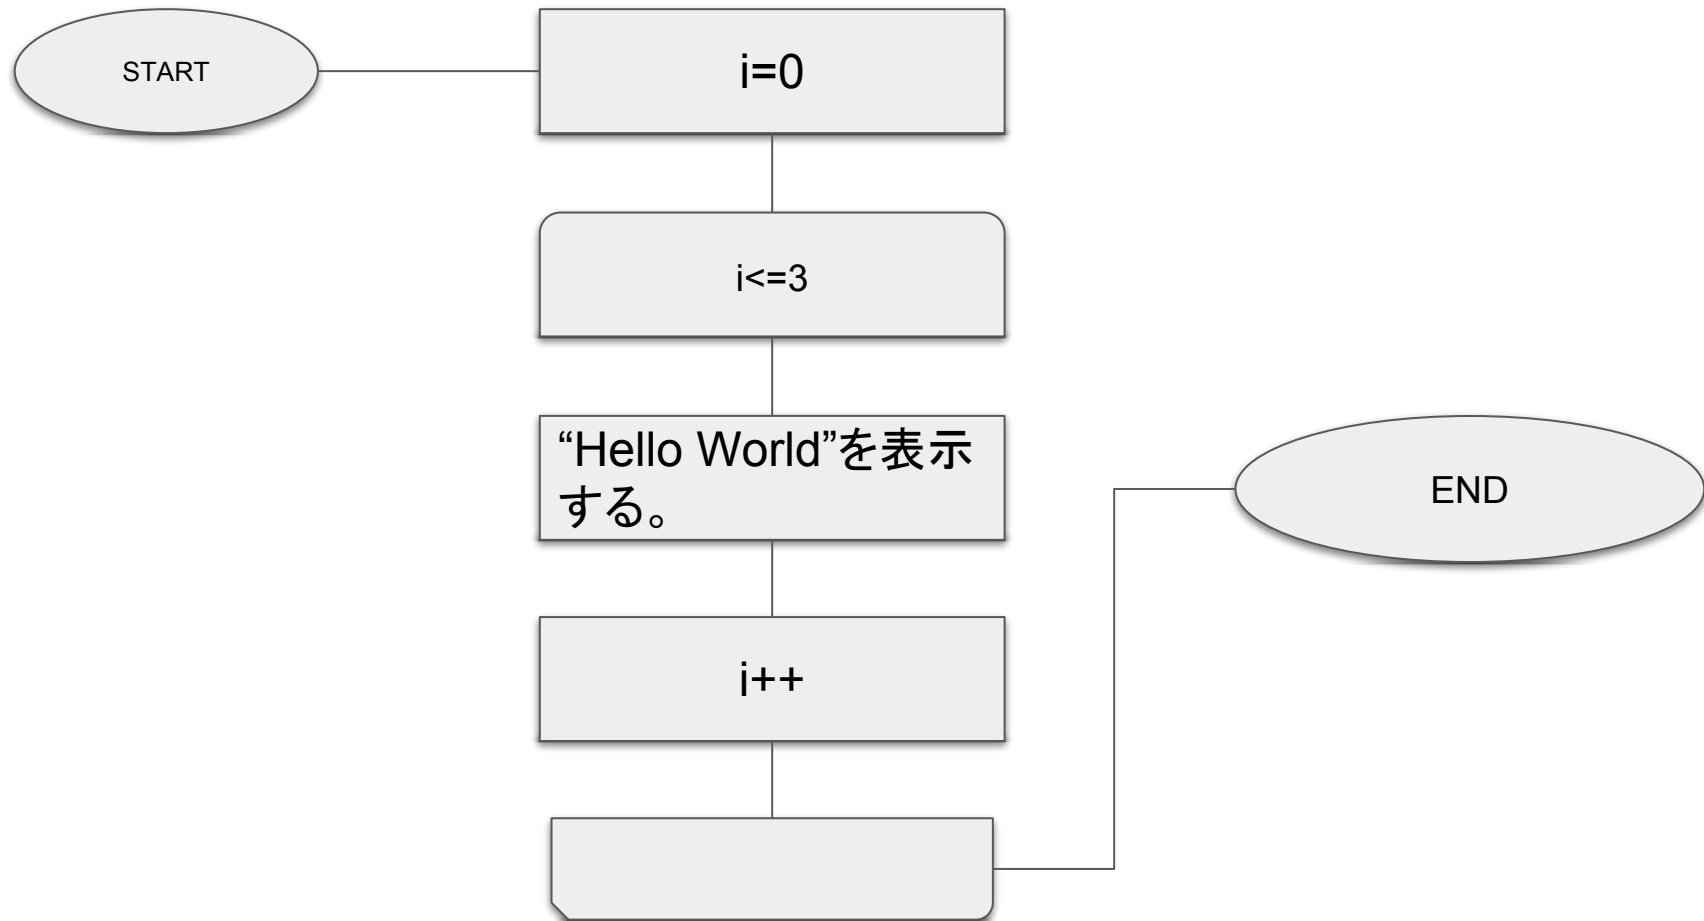 START
i=0
i<=3
“Hello World”を表示
する。
i++
END